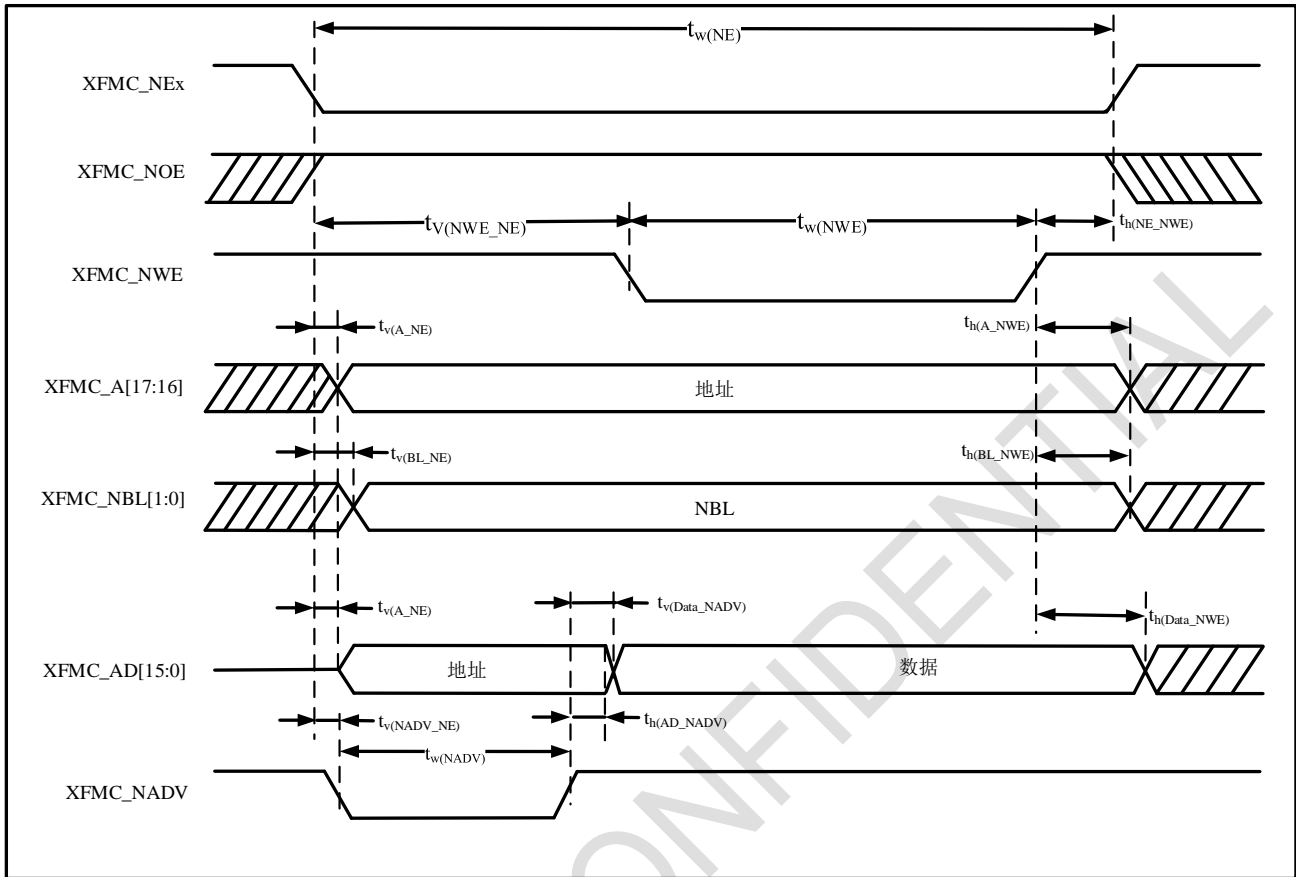 tw(NE)
XFMC_NEx
XFMC_NOE
tV(NWE_NE)
tw(NWE)
th(NE_NWE)
XFMC_NWE
tv(A_NE)
th(A_NWE)
XFMC_A[17:16]
地址
tv(BL_NE)
th(BL_NWE)
XFMC_NBL[1:0]
NBL
tv(A_NE)
tv(Data_NADV)
th(Data_NWE)
XFMC_AD[15:0]
地址
数据
tv(NADV_NE)
th(AD_NADV)
tw(NADV)
XFMC_NADV
ONFIDENTIAL